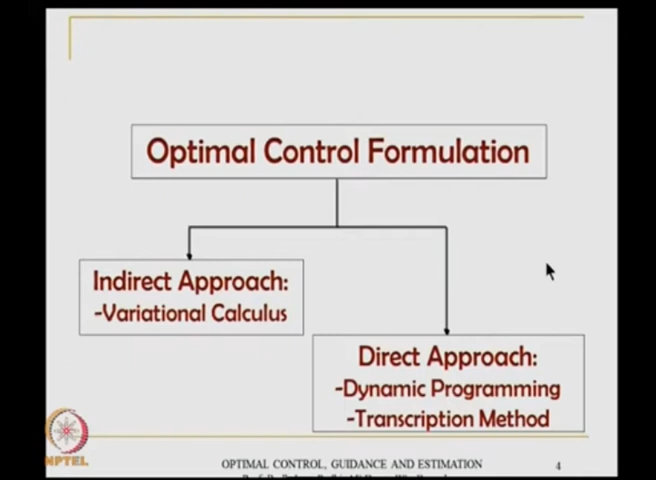 Optimal Control Formulation
Indirect Approach:
-Variational Calculus
Direct Approach:
-Dynamic Programming
-Transcription Method
NPTEL
OPTIMAL CONTROL, GUIDANCE AND ESTIMATION
4